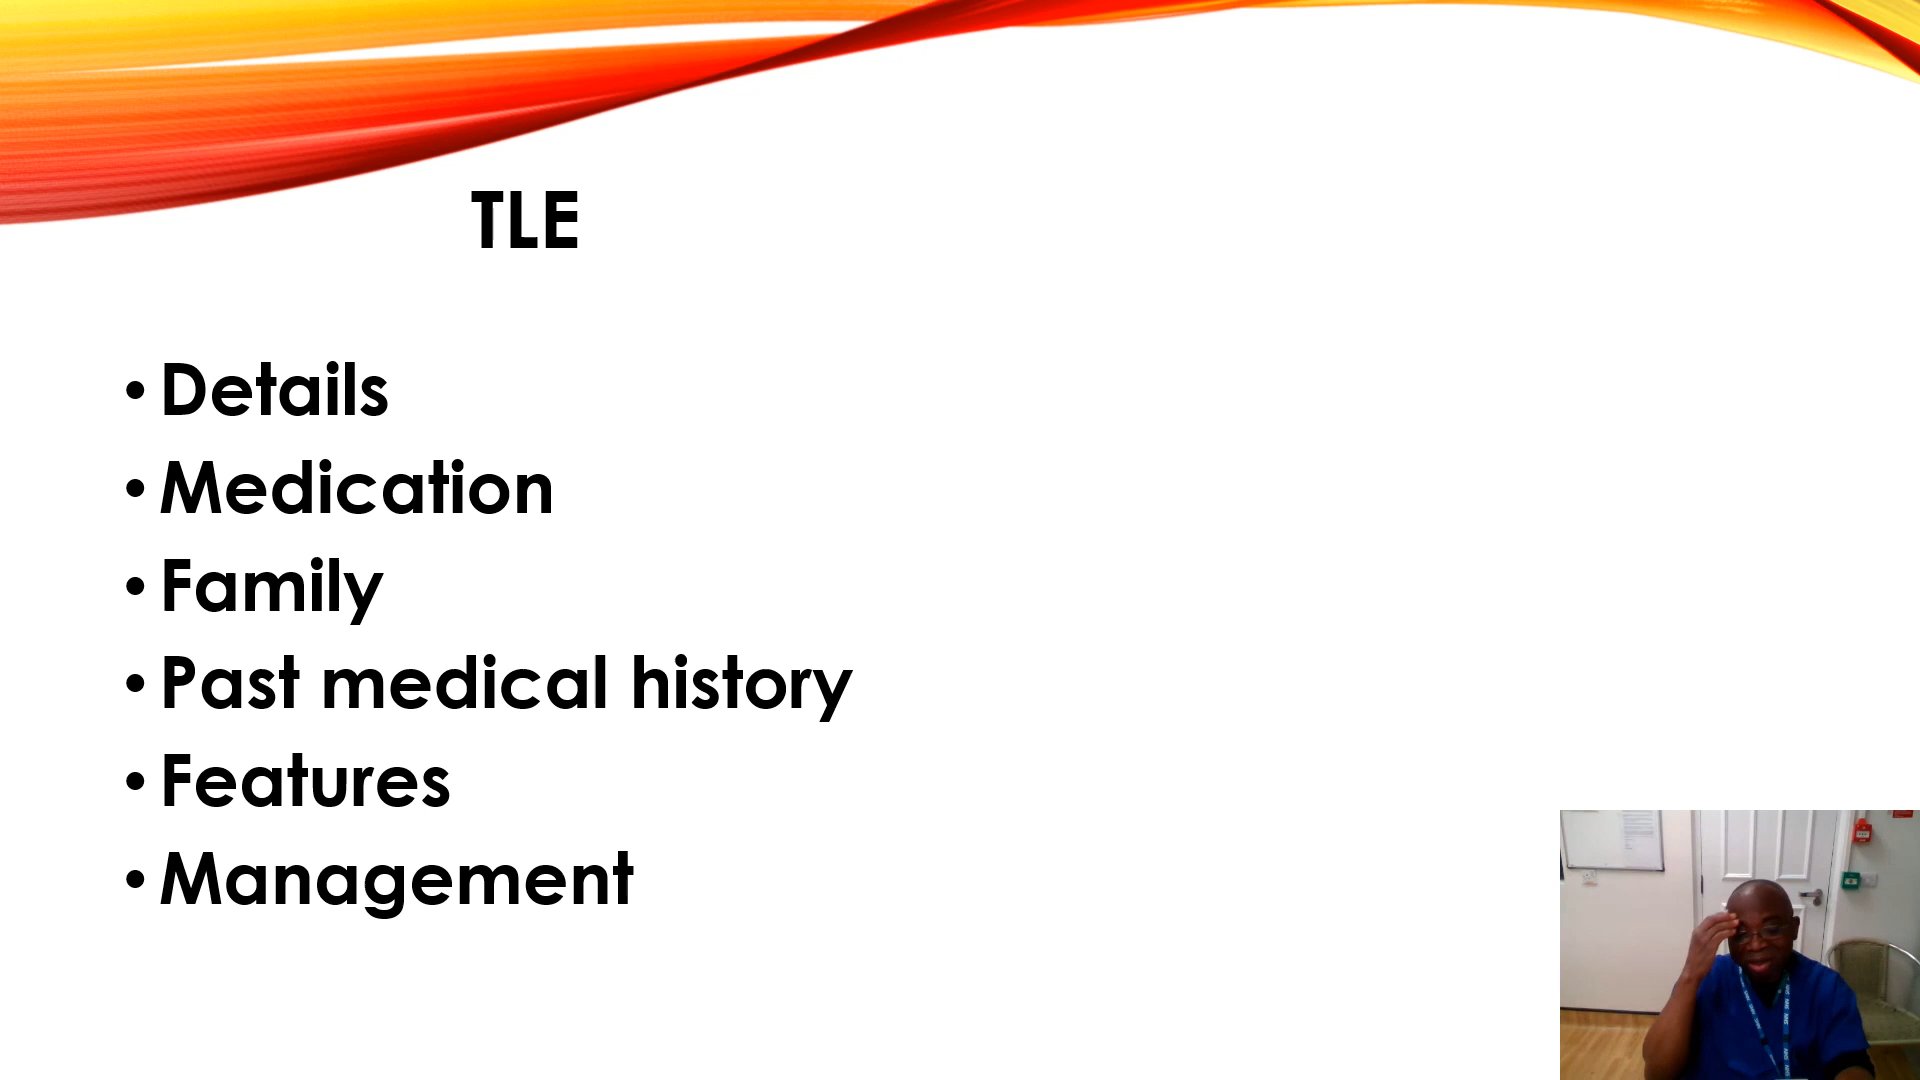 TLE
• Details
• Medication
• Family
• Past medical history
• Features
• Management